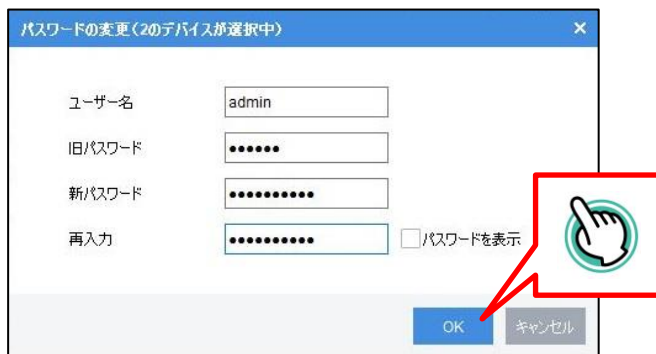 パスワードの変更(2のデバイスが選択中)
×
ユーザー名 admin
旧パスワード ●●●●●●
新パスワード ●●●●●●●●●●
再入力 ●●●●●●●●●● パスワードを表示
OK キャンセル